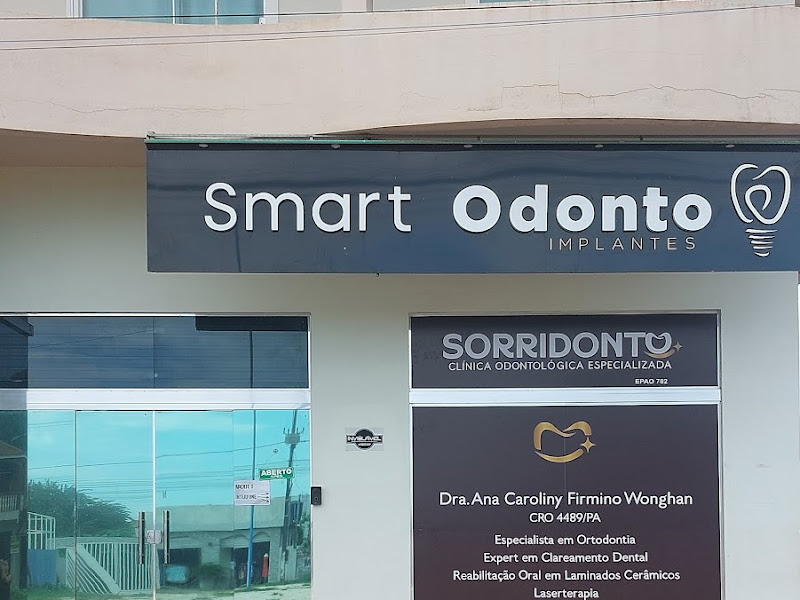 Smart Odonto
IMPLANTES
SORRIDONTO
CLÍNICA ODONTOLÓGICA ESPECIALIZADA
EPAO 782
INVIOLÁVEL
ABERTO
Dra. Ana Caroliny Firmino Wonghan
CRO 4489/PA
Especialista em Ortodontia
Expert em Clareamento Dental
Reabilitação Oral em Laminados Cerâmicos
Laserterapia